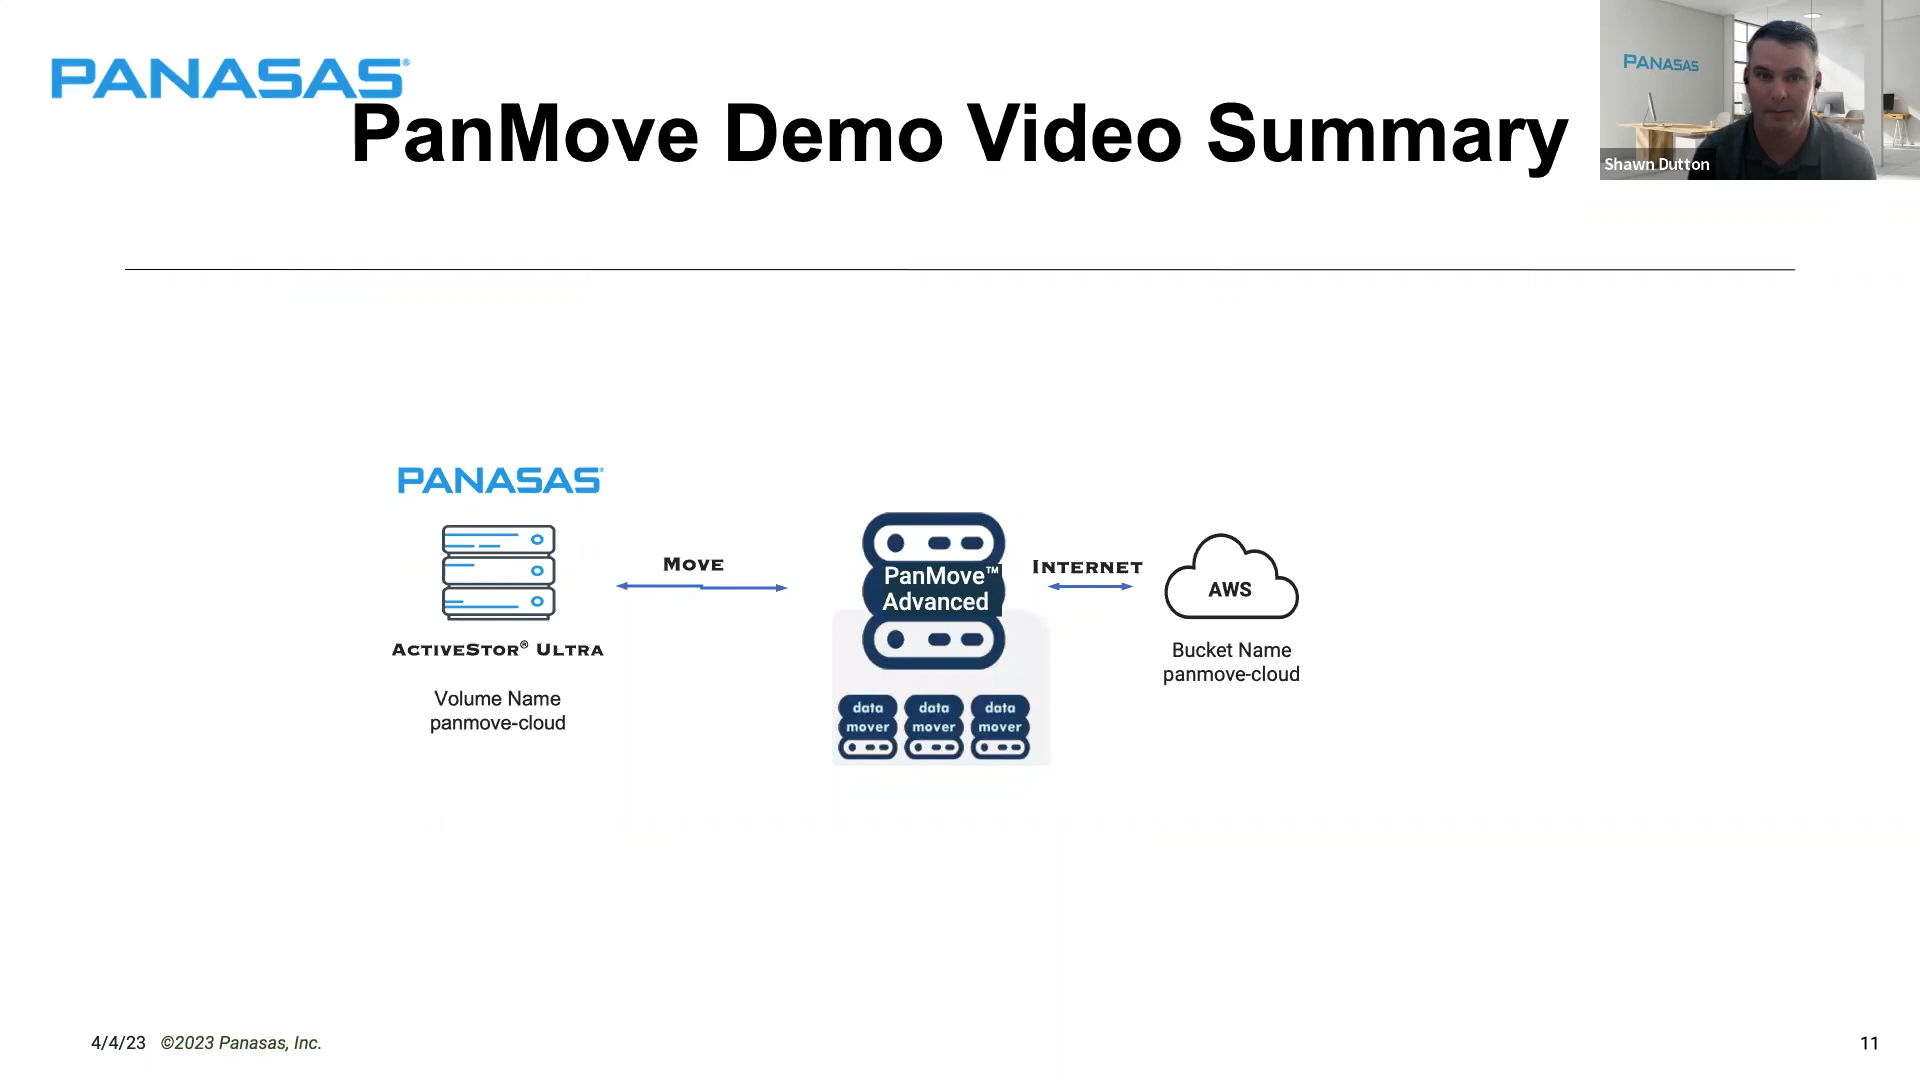 PANASAS®
PanMove Demo Video Summary
PANASAS
Shawn Dutton
PANASAS®
ACTIVESTOR® ULTRA
Volume Name
panmove-cloud
MOVE
PanMove™
Advanced
data
mover
data
mover
data
mover
INTERNET
AWS
Bucket Name
panmove-cloud
4/4/23 ©2023 Panasas, Inc.
11